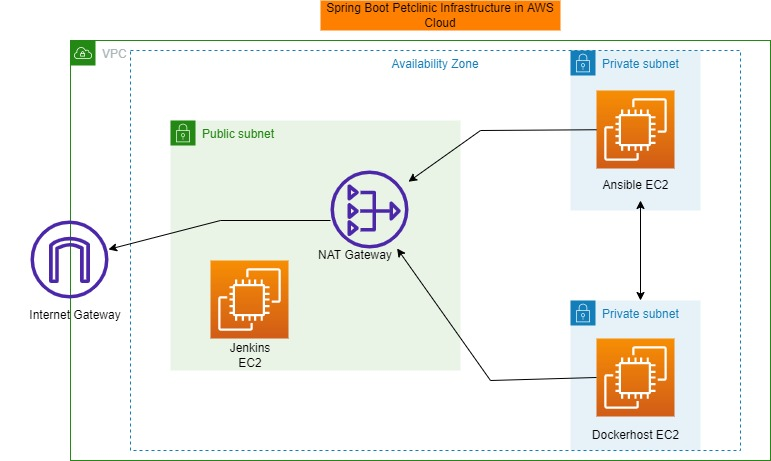 Spring Boot Petclinic Infrastructure in AWS
Cloud
VPC
Availability Zone
Private subnet
Public subnet
Ansible EC2
NAT Gateway
Internet Gateway
Private subnet
Jenkins
EC2
Dockerhost EC2